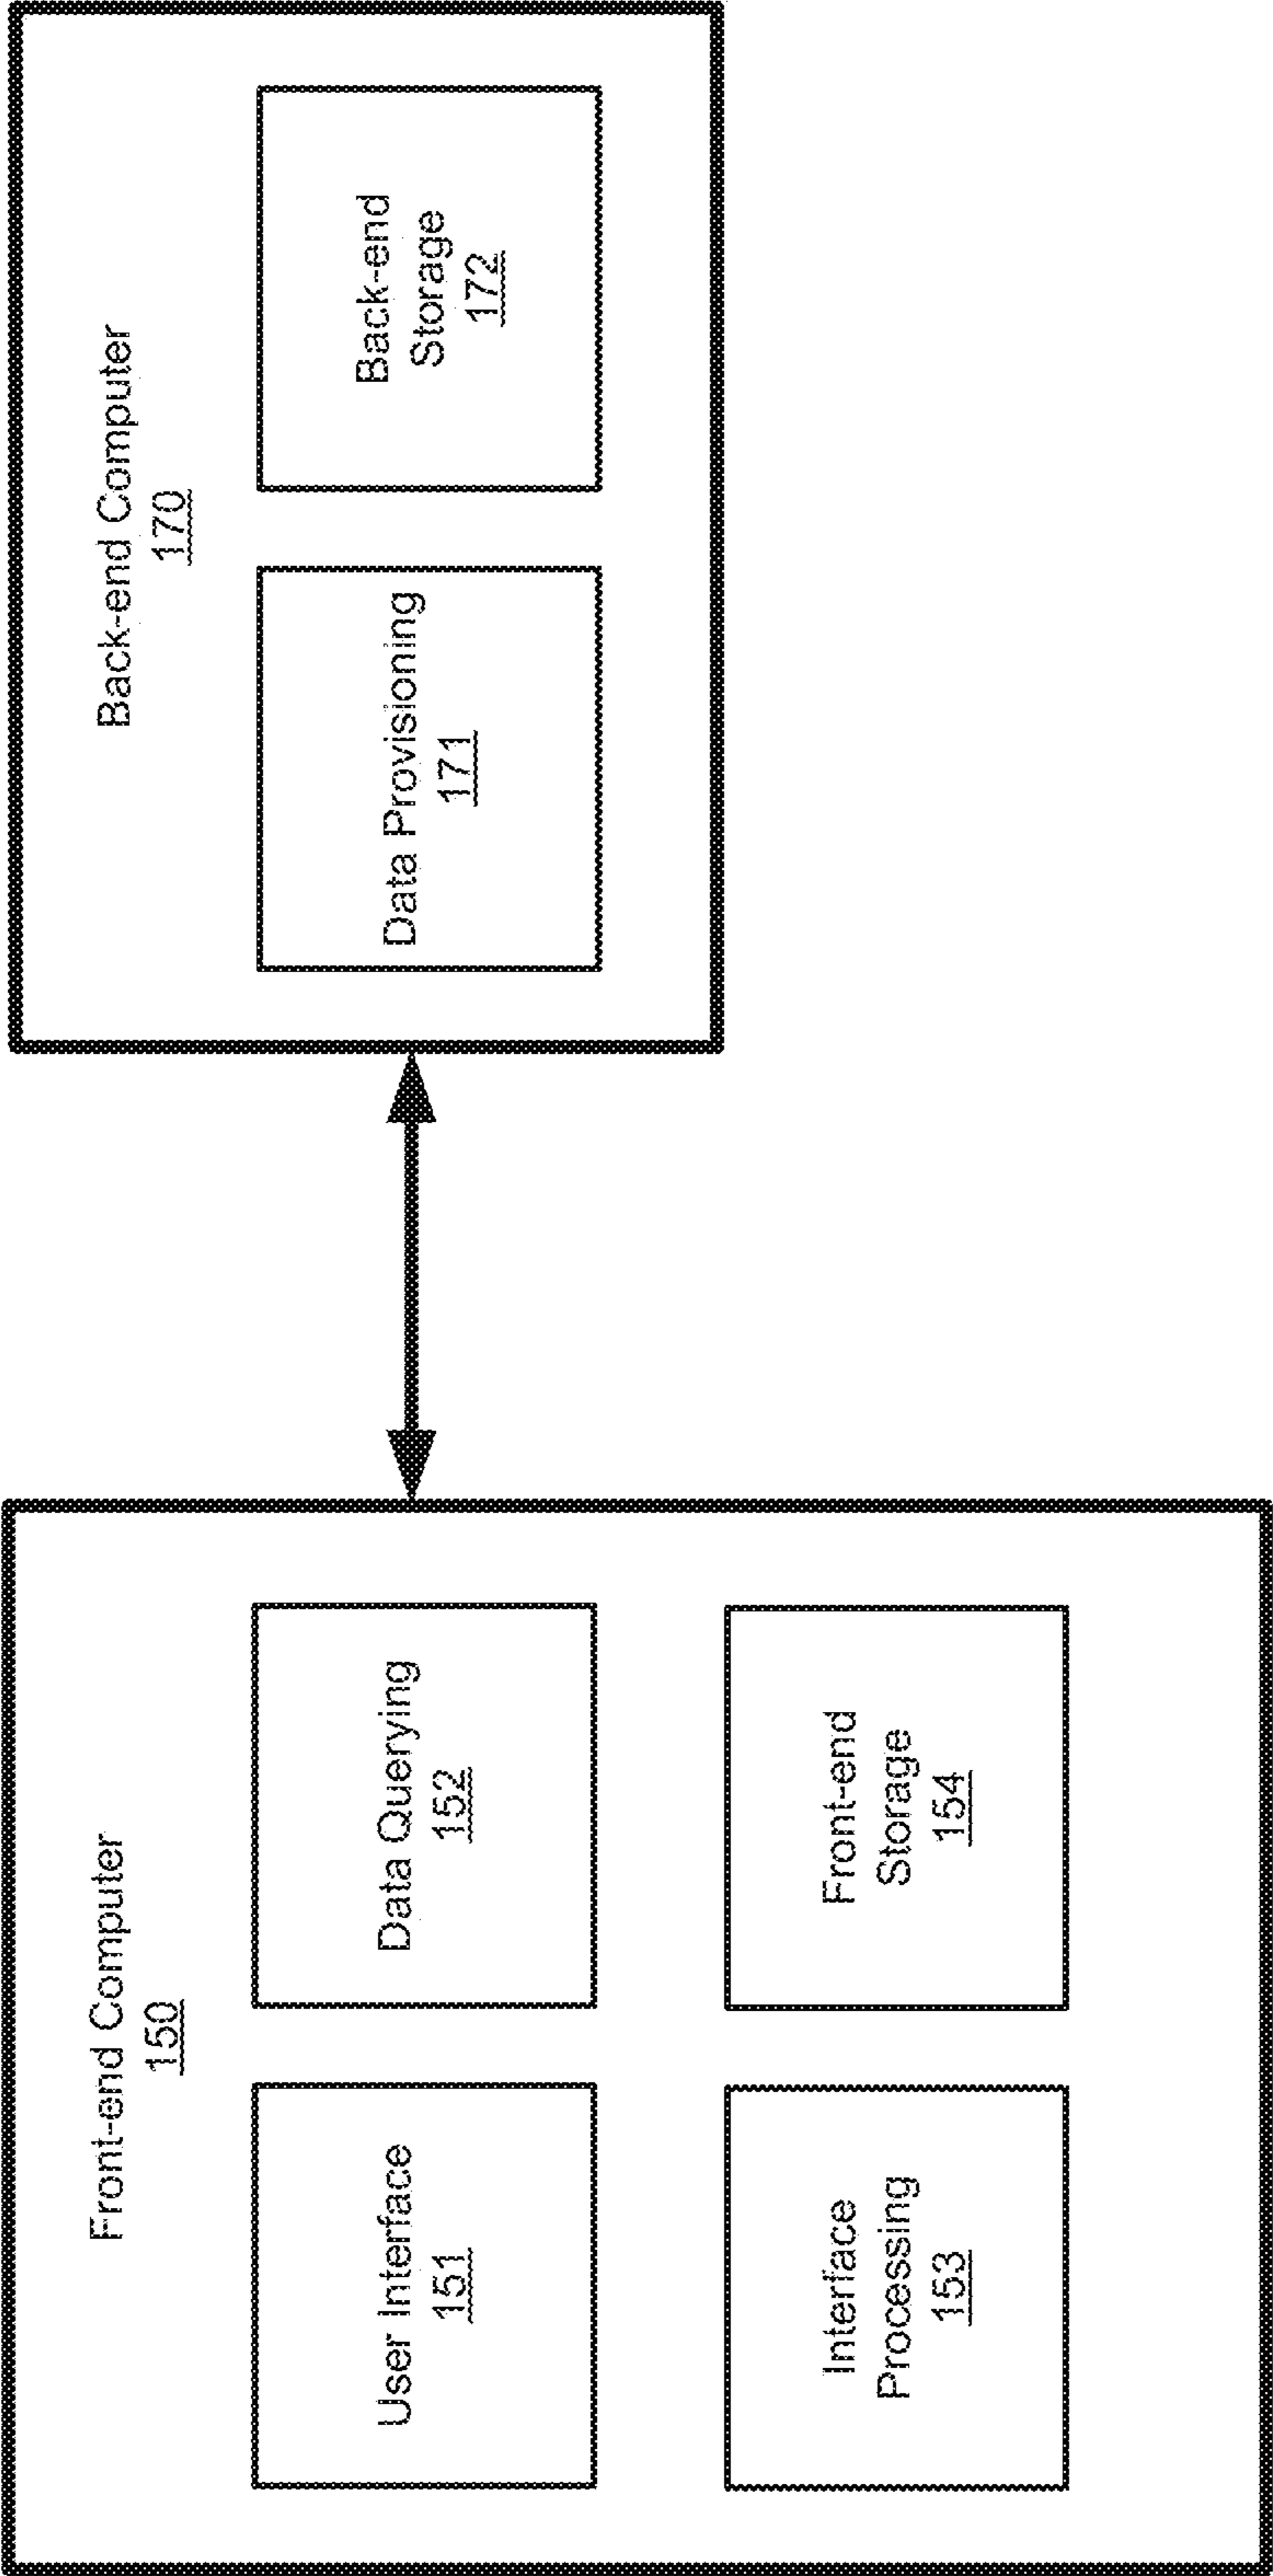 Front-end Computer
150
User Interface
151
Data Querying
152
Interface
Processing
153
Front-end
Storage
154
Back-end Computer
170
Data Provisioning
171
Back-end
Storage
172